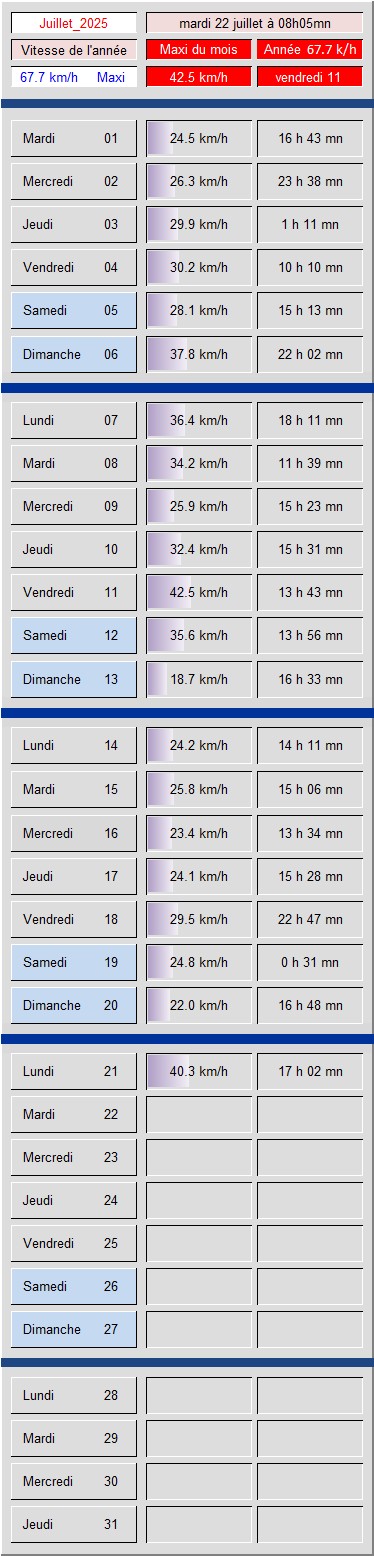 Juillet_2025 mardi 22 juillet à 08h05mn
Vitesse de l'année Maxi du mois Année 67.7 k/h
67.7 km/h Maxi 42.5 km/h vendredi 11
Mardi 01 24.5 km/h 16 h 43 mn
Mercredi 02 26.3 km/h 23 h 38 mn
Jeudi 03 29.9 km/h 1 h 11 mn
Vendredi 04 30.2 km/h 10 h 10 mn
Samedi 05 28.1 km/h 15 h 13 mn
Dimanche 06 37.8 km/h 22 h 02 mn
Lundi 07 36.4 km/h 18 h 11 mn
Mardi 08 34.2 km/h 11 h 39 mn
Mercredi 09 25.9 km/h 15 h 23 mn
Jeudi 10 32.4 km/h 15 h 31 mn
Vendredi 11 42.5 km/h 13 h 43 mn
Samedi 12 35.6 km/h 13 h 56 mn
Dimanche 13 18.7 km/h 16 h 33 mn
Lundi 14 24.2 km/h 14 h 11 mn
Mardi 15 25.8 km/h 15 h 06 mn
Mercredi 16 23.4 km/h 13 h 34 mn
Jeudi 17 24.1 km/h 15 h 28 mn
Vendredi 18 29.5 km/h 22 h 47 mn
Samedi 19 24.8 km/h 0 h 31 mn
Dimanche 20 22.0 km/h 16 h 48 mn
Lundi 21 40.3 km/h 17 h 02 mn
Mardi 22
Mercredi 23
Jeudi 24
Vendredi 25
Samedi 26
Dimanche 27
Lundi 28
Mardi 29
Mercredi 30
Jeudi 31